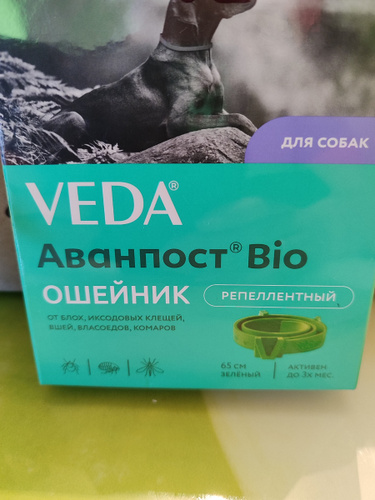 ДЛЯ СОБАК
VEDA®
Аванпост® Bio
ОШЕЙНИК
РЕПЕЛЛЕНТНЫЙ
ОТ БЛОХ, ИКСОДОВЫХ КЛЕЩЕЙ,
ВШЕЙ, ВЛАСОЕДОВ, КОМАРОВ
65 СМ
ЗЕЛЁНЫЙ
АКТИВЕН
ДО 3Х МЕС.